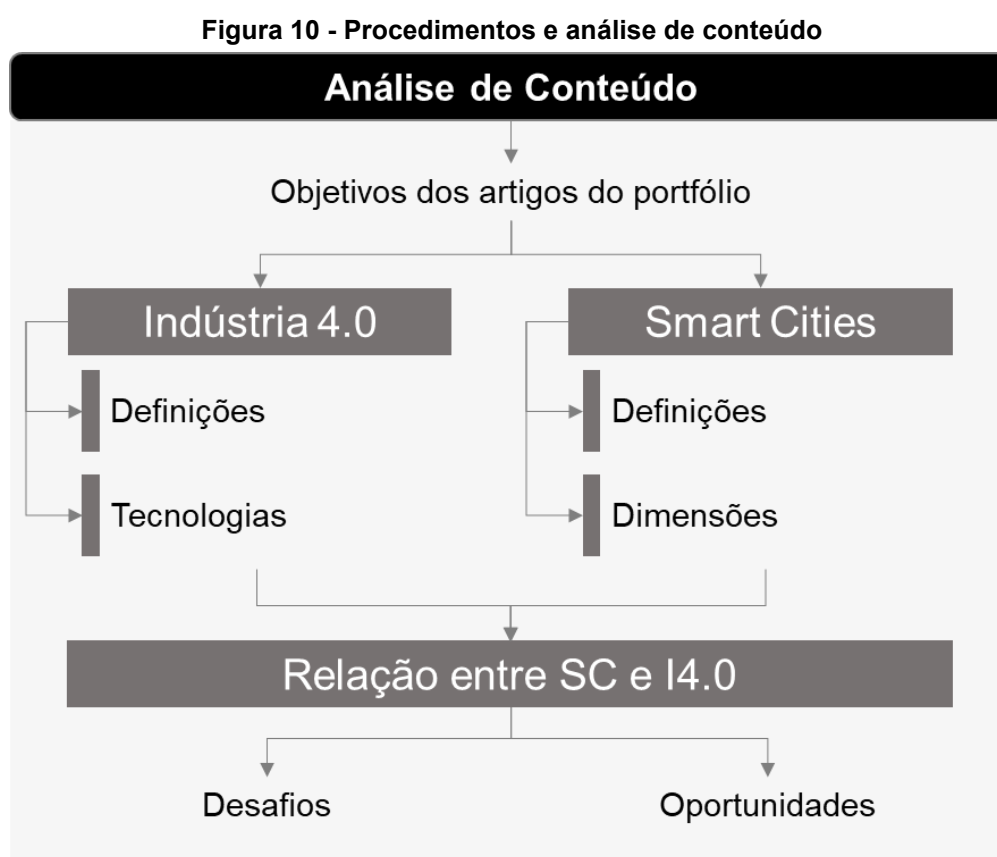 Figura 10 - Procedimentos e análise de conteúdo
Análise de Conteúdo
Objetivos dos artigos do portfólio
Indústria 4.0
Smart Cities
Definições
Definições
Tecnologias
Dimensões
Relação entre SC e I4.0
Desafios
Oportunidades